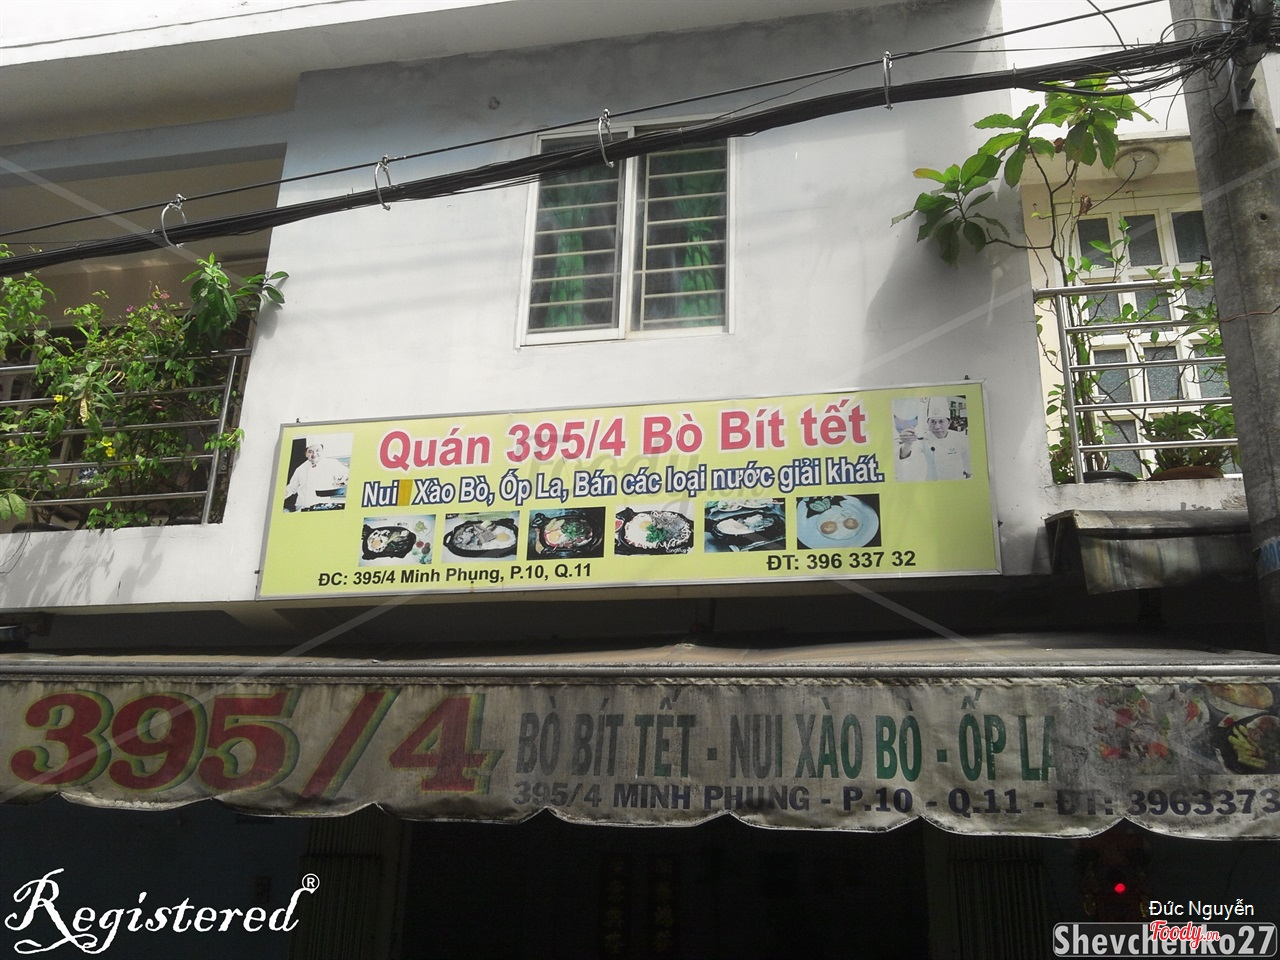 Quán 395/4 Bò Bít tết
Nui Xào Bò, Ốp La, Bán các loại nước giải khát.
ĐC: 395/4 Minh Phụng, P.10, Q.11
ĐT: 396 337 32
395/4
BÒ BÍT TẾT - NUI XÀO BÒ - ỐP LA
395/4 MINH PHỤNG - P.10 - Q.11 - ĐT: 3963373
Registered®
Đức Nguyễn
Foody.vn
Shevchenko27